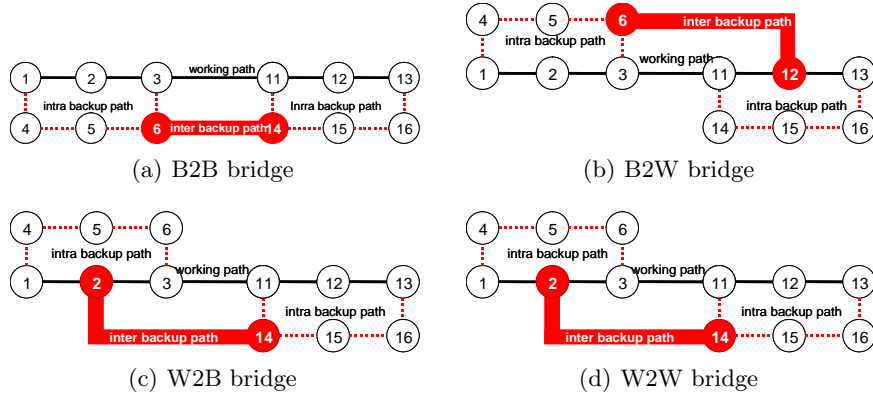 1 2 3 working path 11 12 13
intra backup path Inrra backup path
4 5 6 inter backup path 14 15 16
(a) B2B bridge
4 5 6 inter backup path
intra backup path
working path
1 2 3 11 12 13
intra backup path
14 15 16
(b) B2W bridge
4 5 6
intra backup path
working path
1 2 3 11 12 13
intra backup path
inter backup path 14 15 16
(c) W2B bridge
4 5 6
intra backup path
working path
1 2 3 11 12 13
intra backup path
inter backup path 14 15 16
(d) W2W bridge